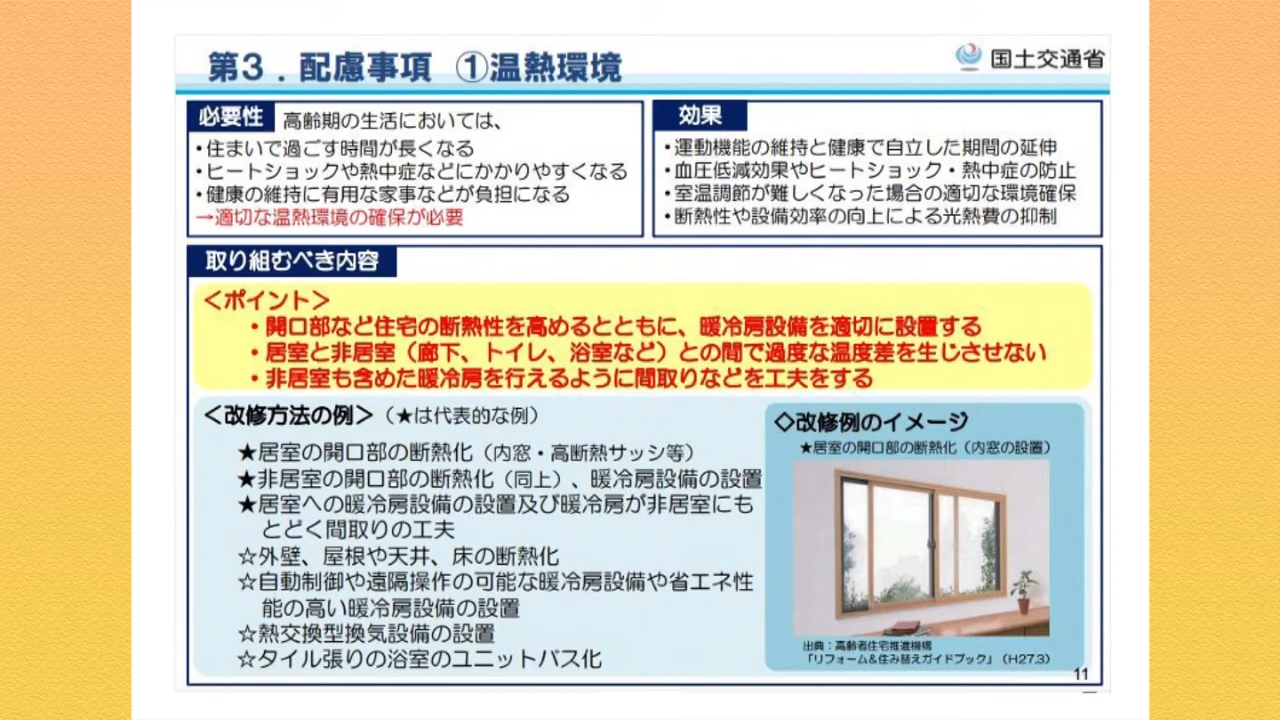 第3．配慮事項 ①温熱環境
国土交通省
必要性 高齢期の生活においては、
・住まいで過ごす時間が長くなる
・ヒートショックや熱中症などにかかりやすくなる
・健康の維持に有用な家事などが負担になる
→適切な温熱環境の確保が必要
効果
・運動機能の維持と健康で自立した期間の延伸
・血圧低減効果やヒートショック・熱中症の防止
・室温調節が難しくなった場合の適切な環境確保
・断熱性や設備効率の向上による光熱費の抑制
取り組むべき内容
＜ポイント＞
・開口部など住宅の断熱性を高めるとともに、暖冷房設備を適切に設置する
・居室と非居室（廊下、トイレ、浴室など）との間で過度な温度差を生じさせない
・非居室も含めた暖冷房を行えるように間取りなどを工夫をする
＜改修方法の例＞（★は代表的な例）
★居室の開口部の断熱化（内窓・高断熱サッシ等）
★非居室の開口部の断熱化（同上）、暖冷房設備の設置
★居室への暖冷房設備の設置及び暖冷房が非居室にも
とどく間取りの工夫
☆外壁、屋根や天井、床の断熱化
☆自動制御や遠隔操作の可能な暖冷房設備や省エネ性
能の高い暖冷房設備の設置
☆熱交換型換気設備の設置
☆タイル張りの浴室のユニットバス化
◇改修例のイメージ
★居室の開口部の断熱化（内窓の設置）
出典：高齢者住宅推進機構
「リフォーム＆住み替えガイドブック」（H27.3）
11